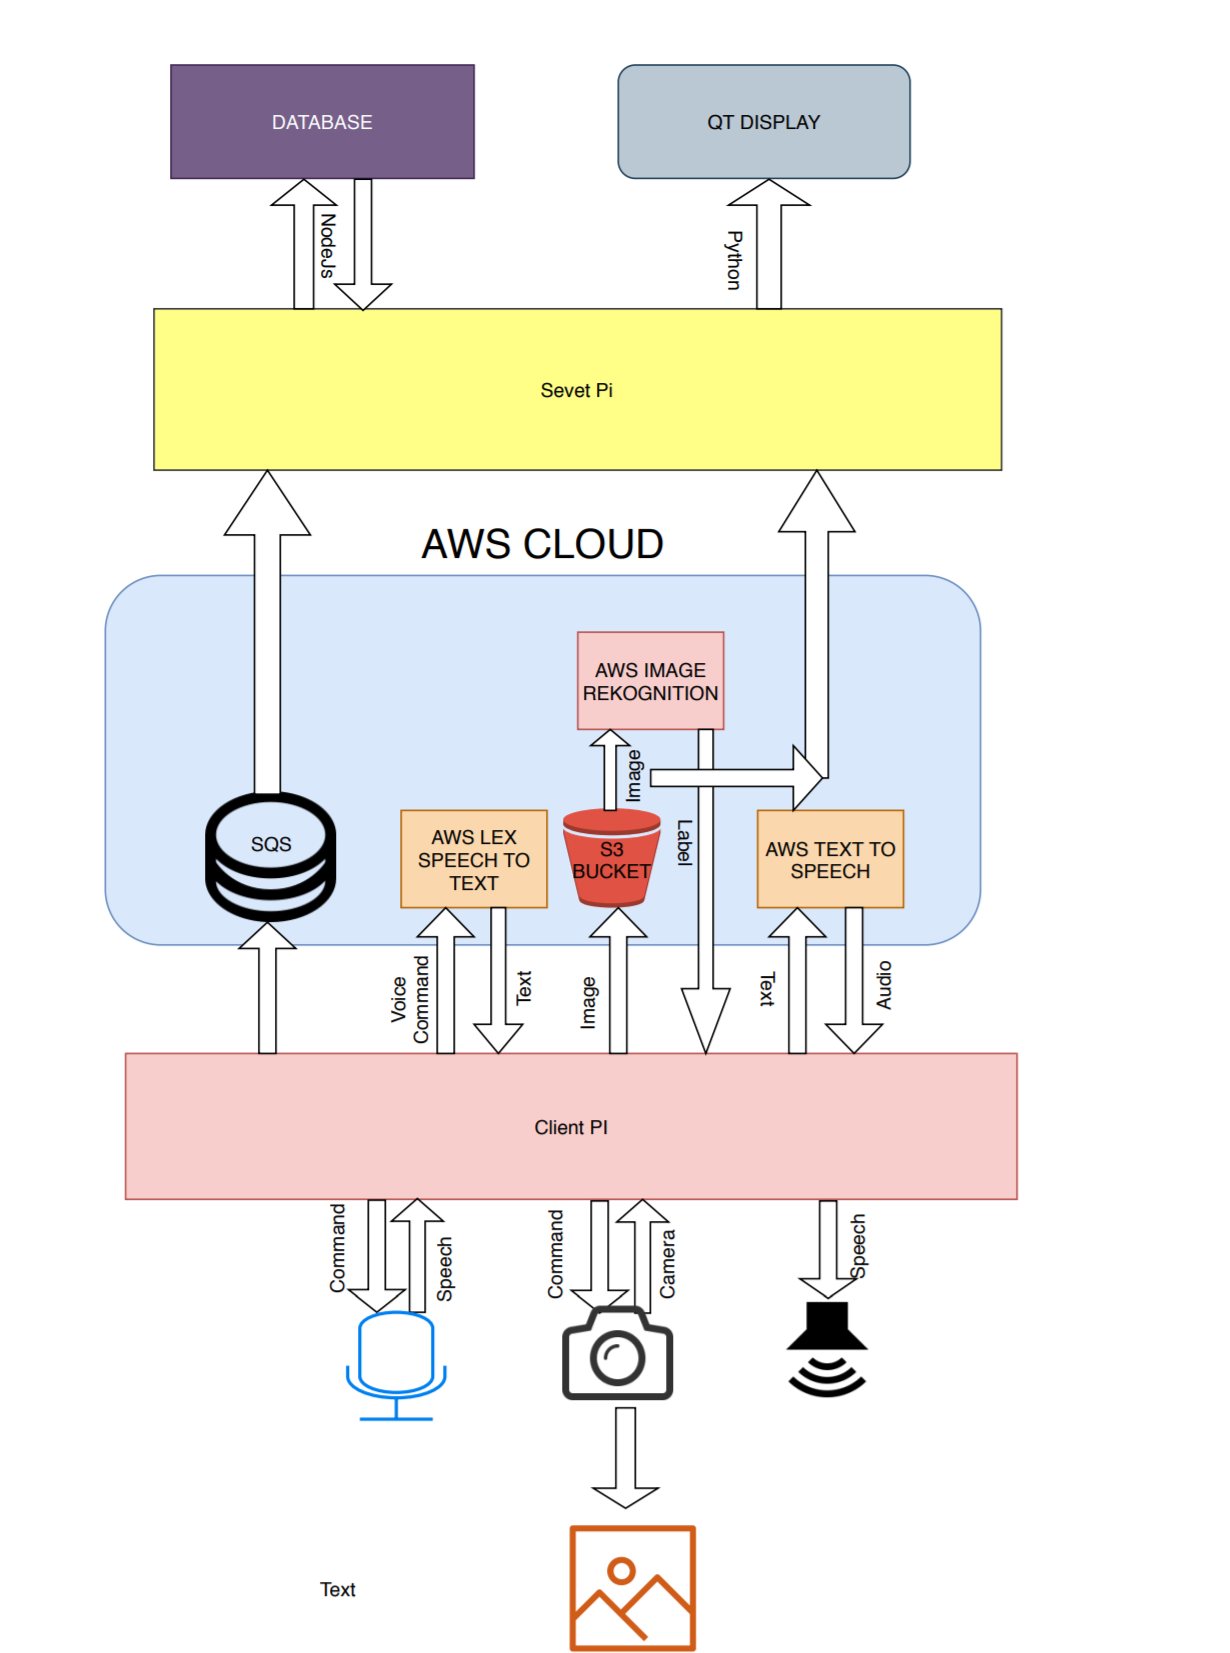 DATABASE
QT DISPLAY
NodeJs
Python
Sevet Pi
AWS CLOUD
AWS IMAGE
REKOGNITION
Image
SQS
AWS LEX
SPEECH TO
TEXT
S3
BUCKET
Label
AWS TEXT TO
SPEECH
Voice
Command
Text
Image
Text
Audio
Client PI
Command
Speech
Command
Camera
Speech
Text